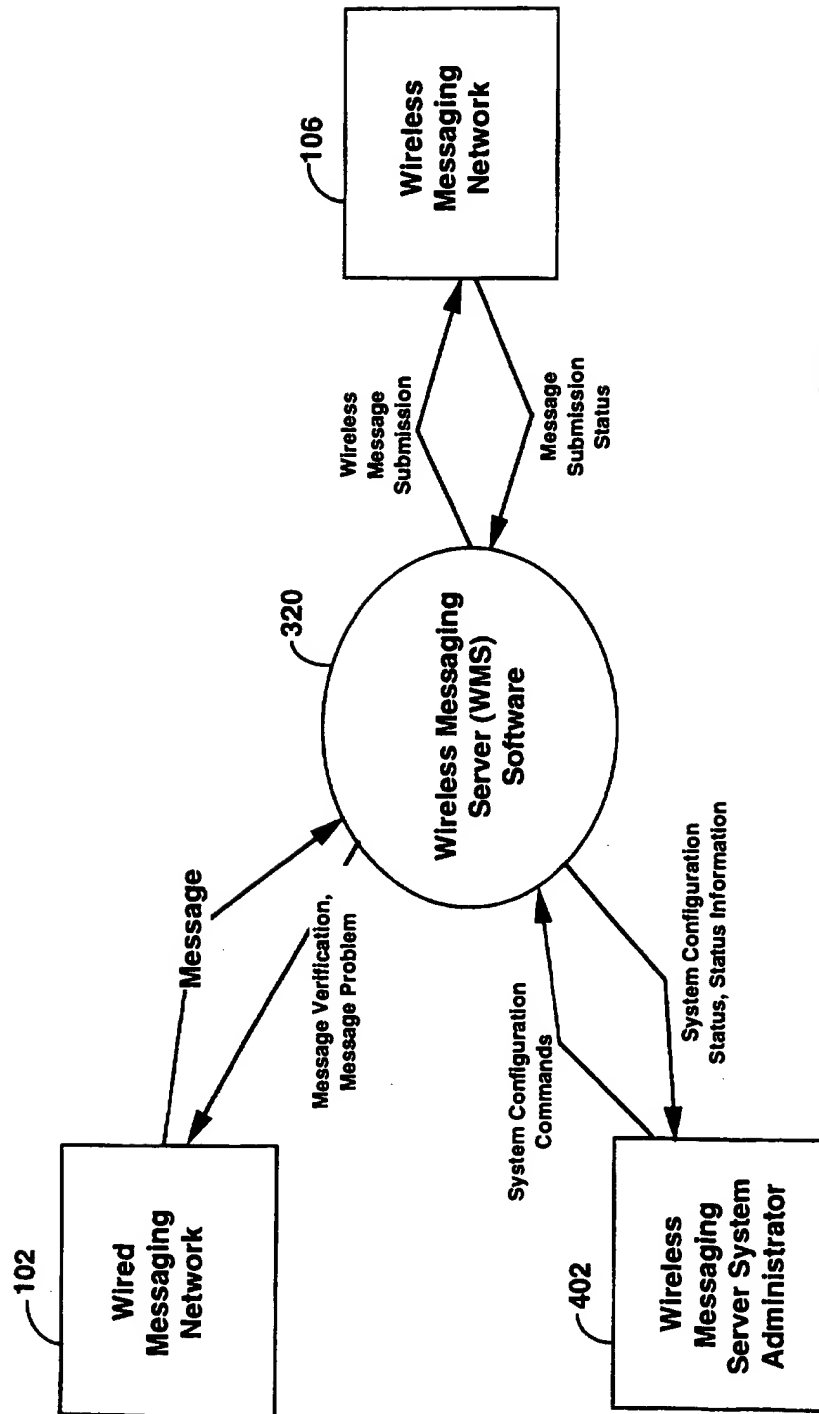 102
Wired
Messaging
Network
Message
Message Verification,
Message Problem
320
Wireless Messaging
Server (WMS)
Software
Wireless
Message
Submission
Message
Submission
Status
106
Wireless
Messaging
Network
System Configuration
Commands
System Configuration
Status, Status Information
402
Wireless
Messaging
Server System
Administrator